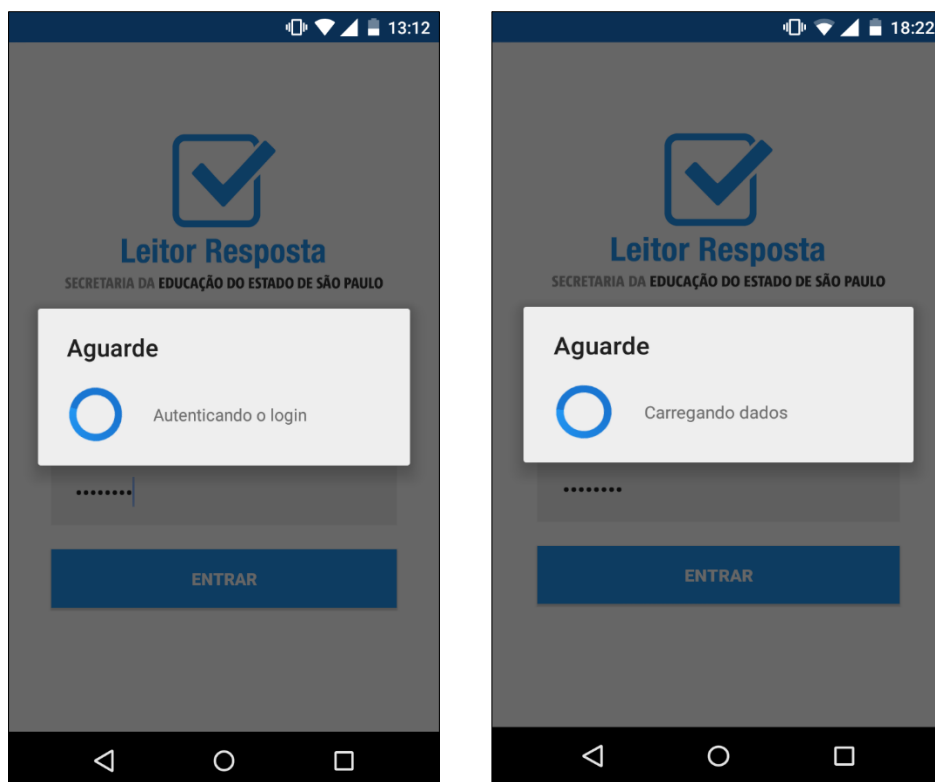 13:12
Leitor Resposta
SECRETARIA DA EDUCAÇÃO DO ESTADO DE SÃO PAULO
Aguarde
Autenticando o login
••••••••
ENTRAR
18:22
Leitor Resposta
SECRETARIA DA EDUCAÇÃO DO ESTADO DE SÃO PAULO
Aguarde
Carregando dados
••••••••
ENTRAR